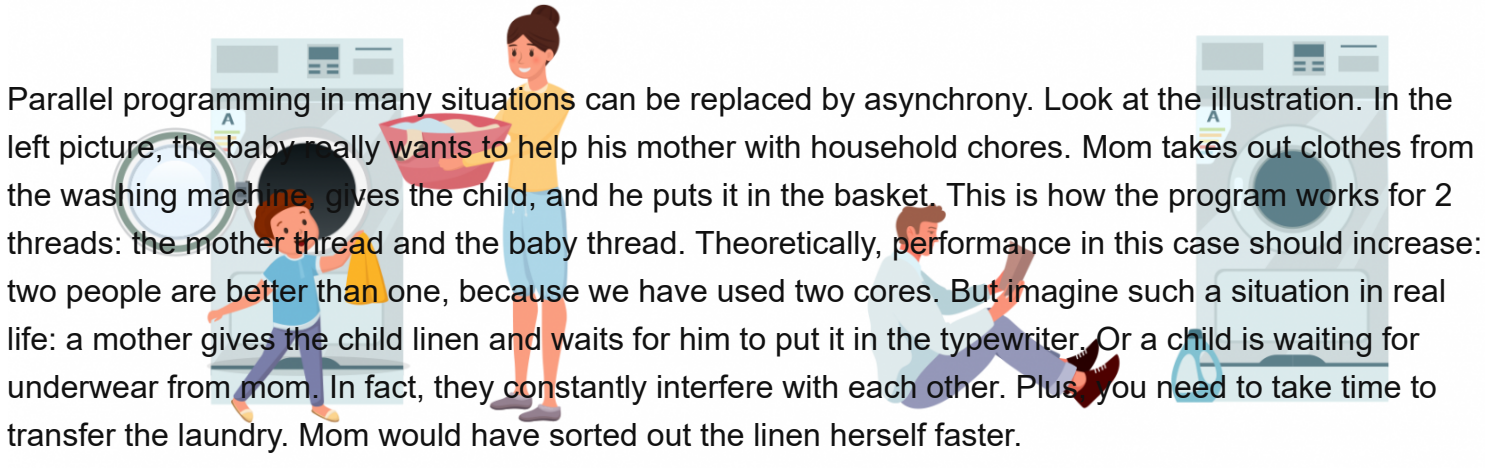 Parallel programming in many situations can be replaced by asynchrony. Look at the illustration. In the
left picture, the baby really wants to help his mother with household chores. Mom takes out clothes from
the washing machine, gives the child, and he puts it in the basket. This is how the program works for 2
threads: the mother thread and the baby thread. Theoretically, performance in this case should increase:
two people are better than one, because we have used two cores. But imagine such a situation in real
life: a mother gives the child linen and waits for him to put it in the typewriter. Or a child is waiting for
underwear from mom. In fact, they constantly interfere with each other. Plus, you need to take time to
transfer the laundry. Mom would have sorted out the linen herself faster.
A
A